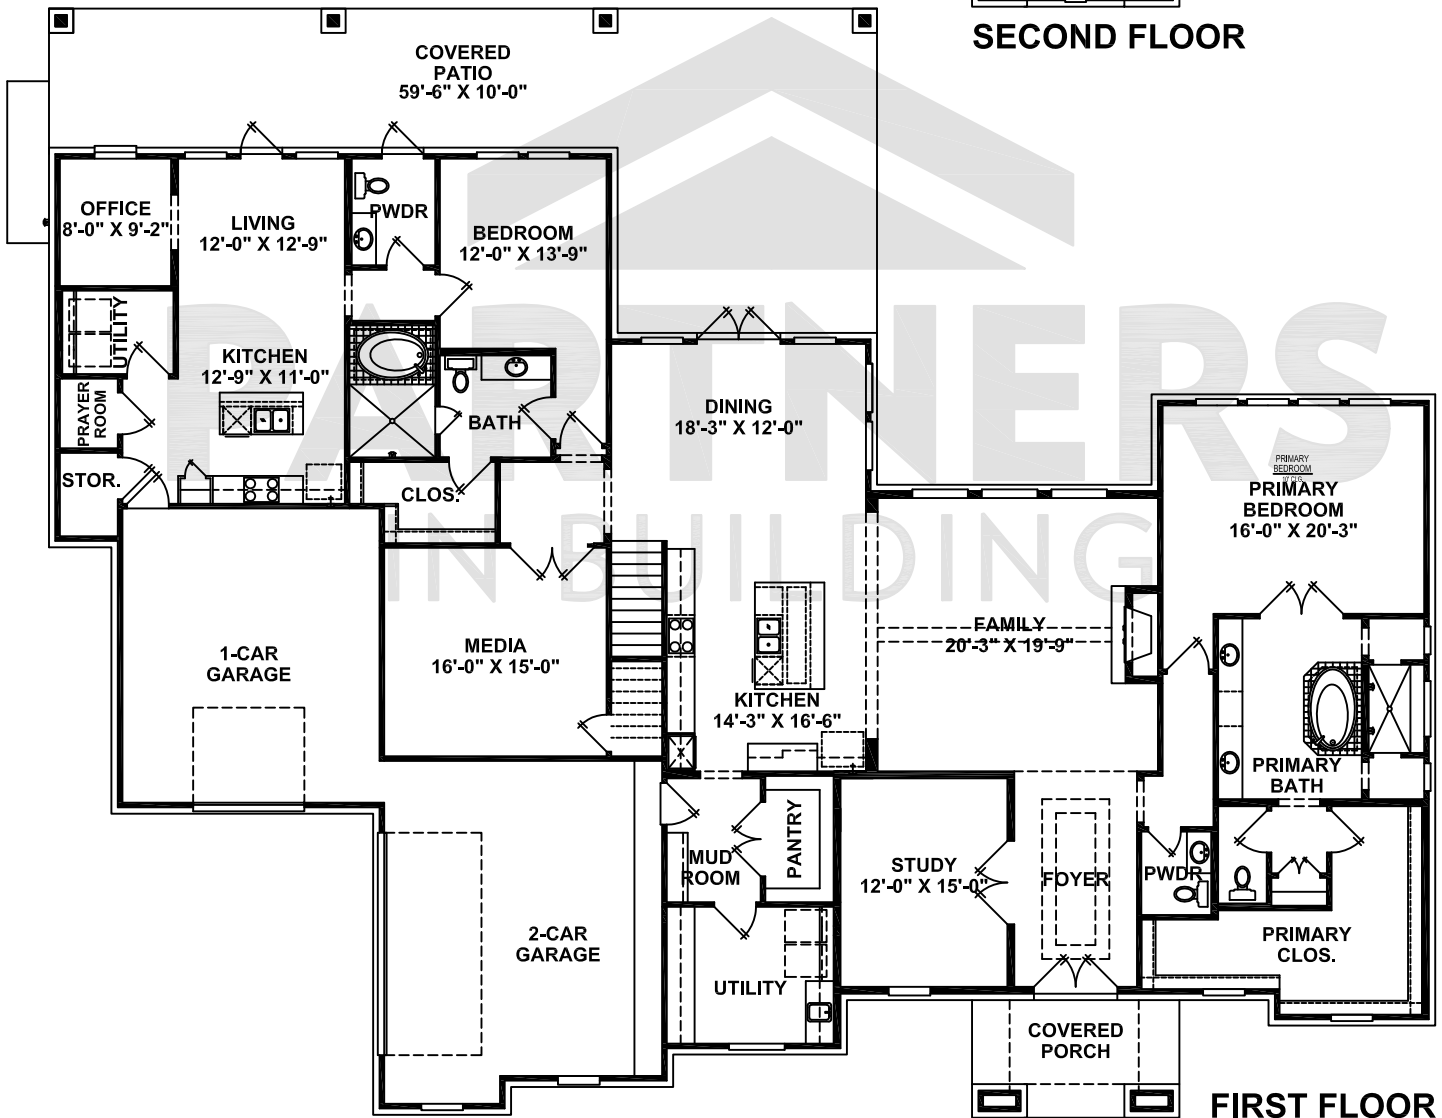 SECOND FLOOR
COVERED
PATIO
59'-6" X 10'-0"
OFFICE
8'-0" X 9'-2"
LIVING
12'-0" X 12'-9"
PWDR
BEDROOM
12'-0" X 13'-9"
UTILITY
KITCHEN
12'-9" X 11'-0"
PRAYER
ROOM
BATH
STOR.
CLOS.
DINING
18'-3" X 12'-0"
PARTNERS
IN BUILDING
PRIMARY
BEDROOM
10' CLG.
PRIMARY
BEDROOM
16'-0" X 20'-3"
1-CAR
GARAGE
MEDIA
16'-0" X 15'-0"
FAMILY
20'-3" X 19'-9"
KITCHEN
14'-3" X 16'-6"
PRIMARY
BATH
MUD
ROOM
PANTRY
STUDY
12'-0" X 15'-0"
FOYER
PWDR
2-CAR
GARAGE
UTILITY
PRIMARY
CLOS.
COVERED
PORCH
FIRST FLOOR